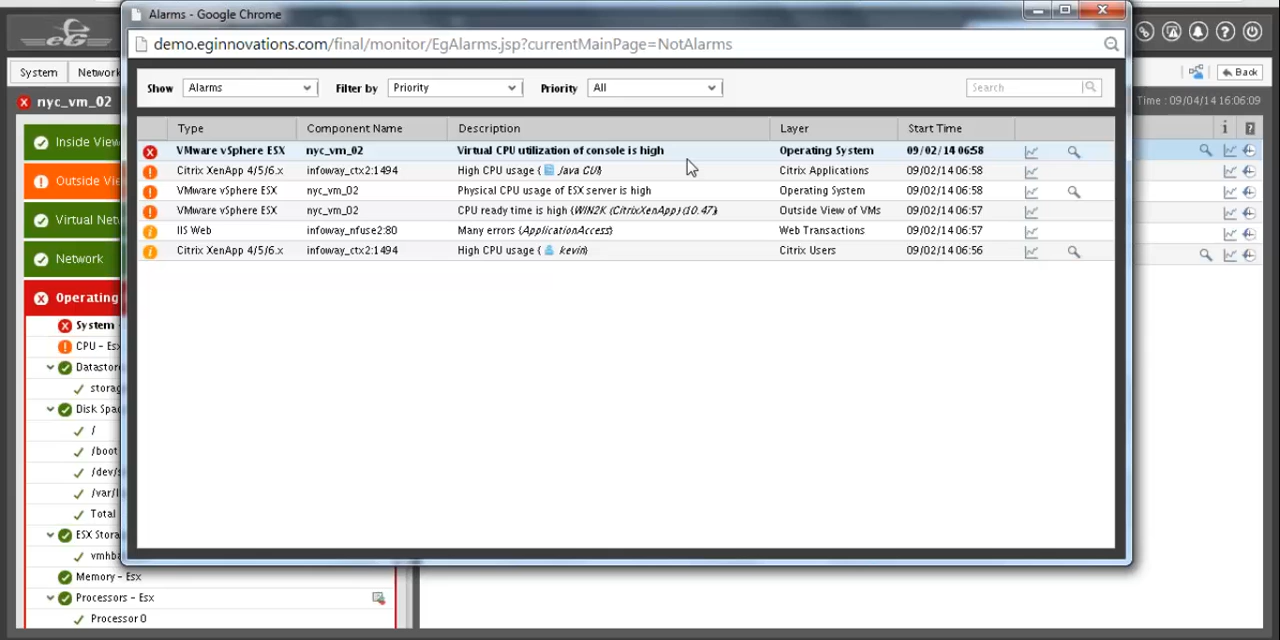 Alarms - Google Chrome
eG
demo.eginnovations.com/final/monitor/EgAlarms.jsp?currentMainPage=NotAlarms
System Network Back
Show Alarms Filter by Priority Priority All Search
nyc_vm_02 Time : 09/04/14 16:06:09
Type Component Name Description Layer Start Time
Inside View
VMware vSphere ESX nyc_vm_02 Virtual CPU utilization of console is high Operating System 09/02/14 06:58
Citrix XenApp 4/5/6.x infoway_ctx2:1494 High CPU usage { Java GUI} Citrix Applications 09/02/14 06:58
Outside Vie
VMware vSphere ESX nyc_vm_02 Physical CPU usage of ESX server is high Operating System 09/02/14 06:58
VMware vSphere ESX nyc_vm_02 CPU ready time is high {WIN2K (CitrixXenApp) (10.47)} Outside View of VMs 09/02/14 06:57
Virtual Net
IIS Web infoway_nfuse2:80 Many errors {ApplicationAccess} Web Transactions 09/02/14 06:57
Citrix XenApp 4/5/6.x infoway_ctx2:1494 High CPU usage { kevin} Citrix Users 09/02/14 06:56
Network
Operating
System -
CPU - Esx
Datastore
storag
Disk Spa
/
/boot
/dev/s
/var/l
Total
ESX Stora
vmhba
Memory - Esx
Processors - Esx
Processor 0